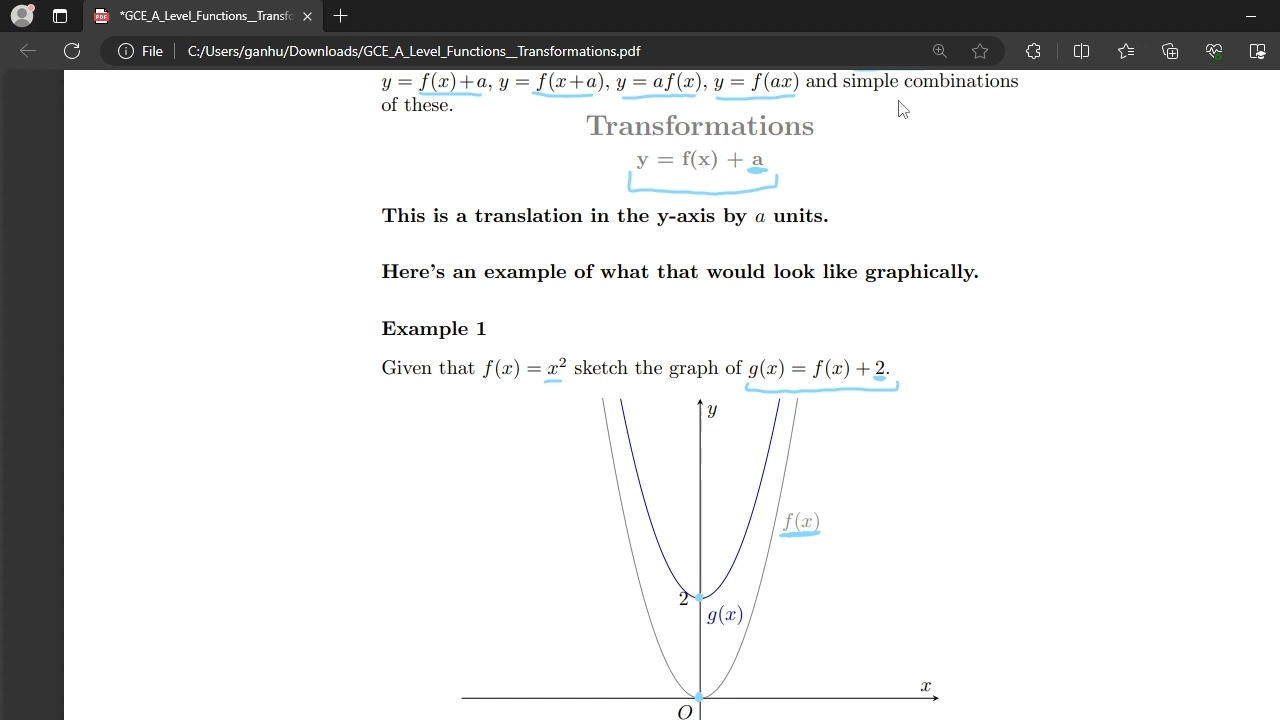 *GCE_A_Level_Functions__Transfo
File C:/Users/ganhu/Downloads/GCE_A_Level_Functions__Transformations.pdf
y = f(x)+a, y = f(x+a), y = af(x), y = f(ax) and simple combinations
of these.
Transformations
y = f(x) + a
This is a translation in the y-axis by a units.
Here's an example of what that would look like graphically.
Example 1
Given that f(x) = x² sketch the graph of g(x) = f(x) + 2.
y
f(x)
2
g(x)
x
O